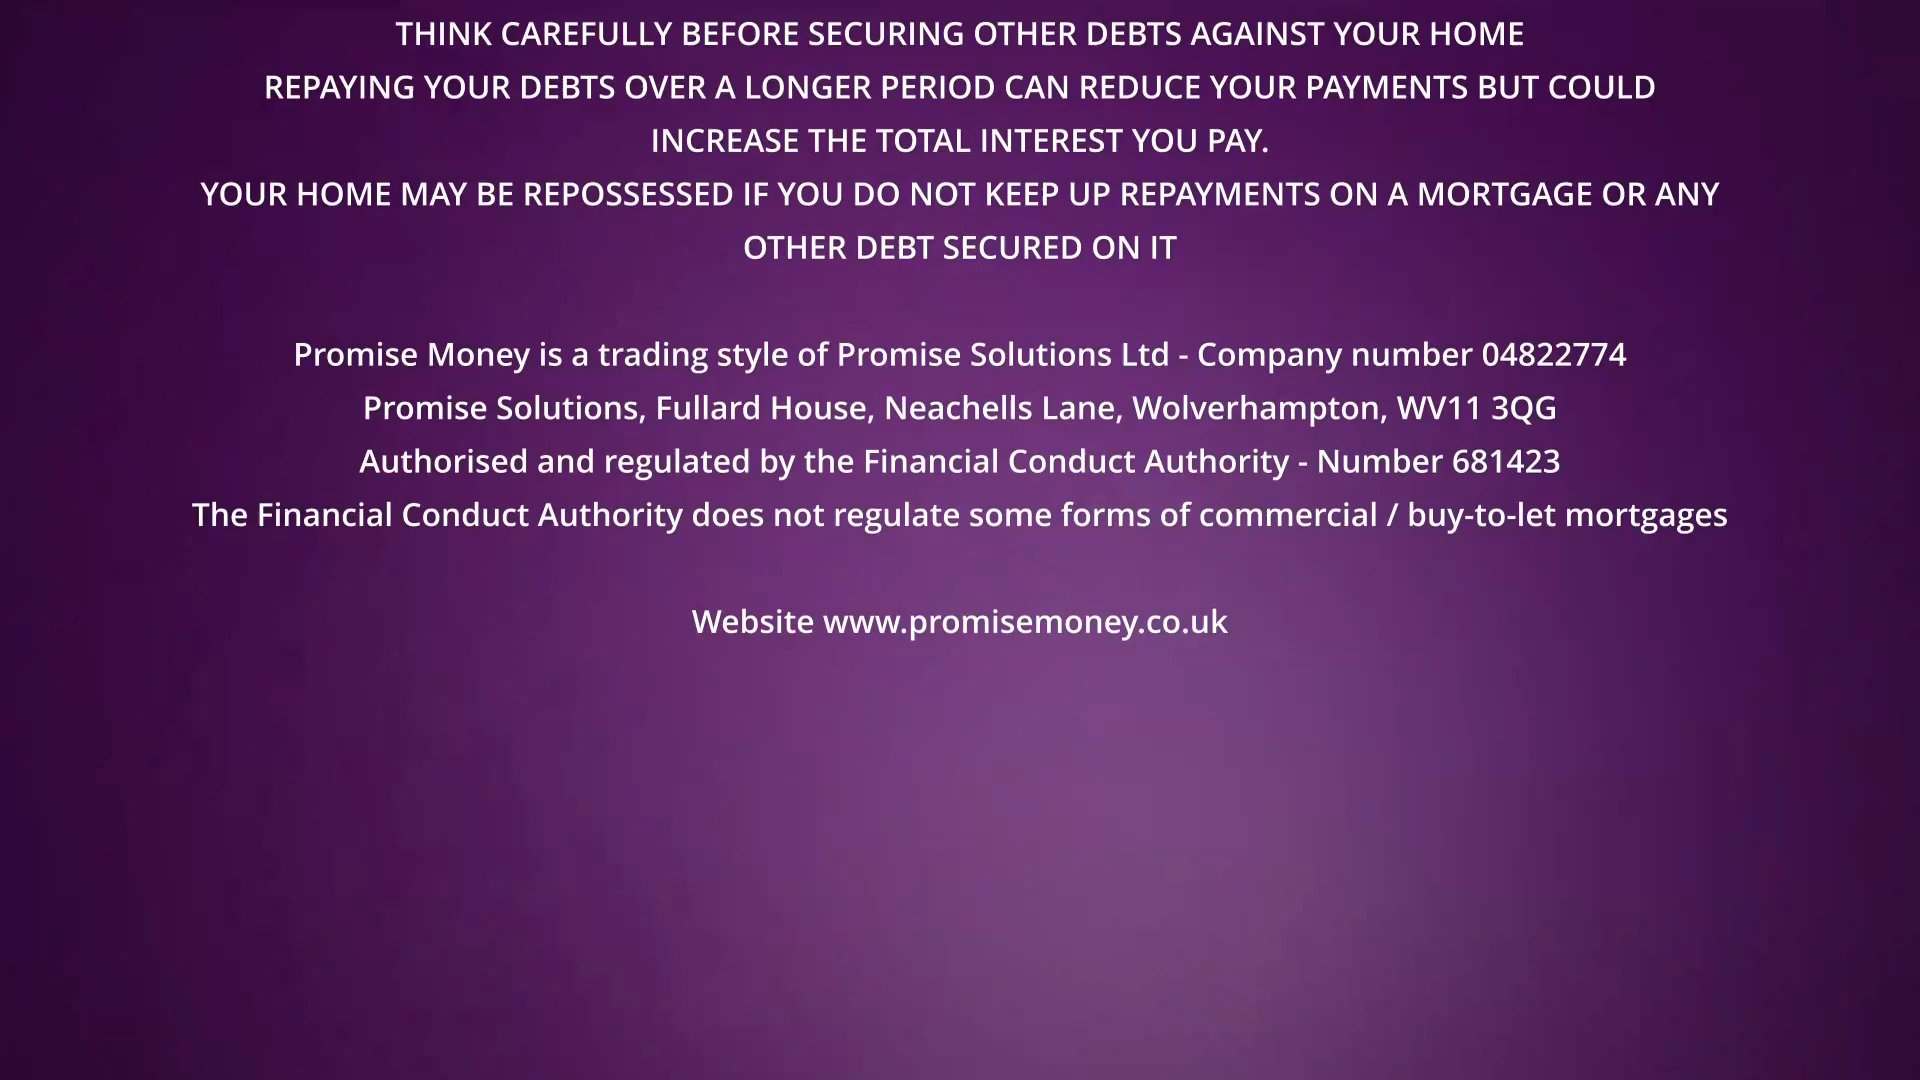 THINK CAREFULLY BEFORE SECURING OTHER DEBTS AGAINST YOUR HOME
REPAYING YOUR DEBTS OVER A LONGER PERIOD CAN REDUCE YOUR PAYMENTS BUT COULD
INCREASE THE TOTAL INTEREST YOU PAY.
YOUR HOME MAY BE REPOSSESSED IF YOU DO NOT KEEP UP REPAYMENTS ON A MORTGAGE OR ANY
OTHER DEBT SECURED ON IT
Promise Money is a trading style of Promise Solutions Ltd - Company number 04822774
Promise Solutions, Fullard House, Neachells Lane, Wolverhampton, WV11 3QG
Authorised and regulated by the Financial Conduct Authority - Number 681423
The Financial Conduct Authority does not regulate some forms of commercial / buy-to-let mortgages
Website www.promisemoney.co.uk